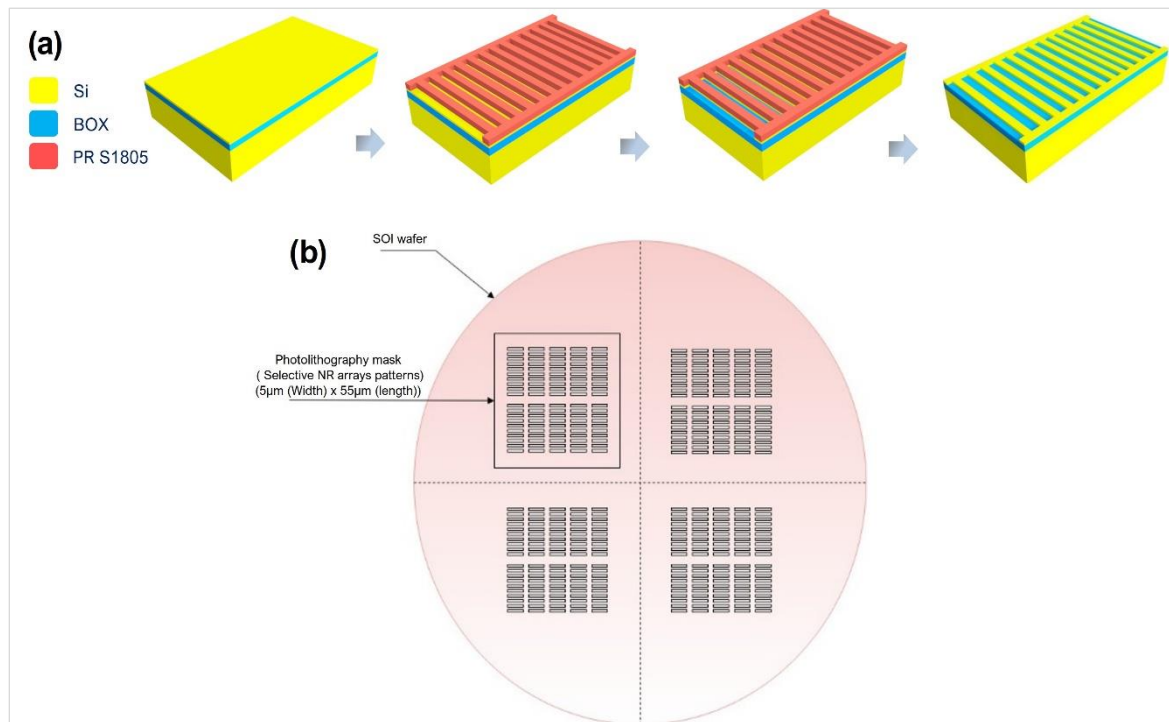 (a)
Si
BOX
PR S1805
(b)
SOI wafer
Photolithography mask
( Selective NR arrays patterns)
(5µm (Width) x 55µm (length))